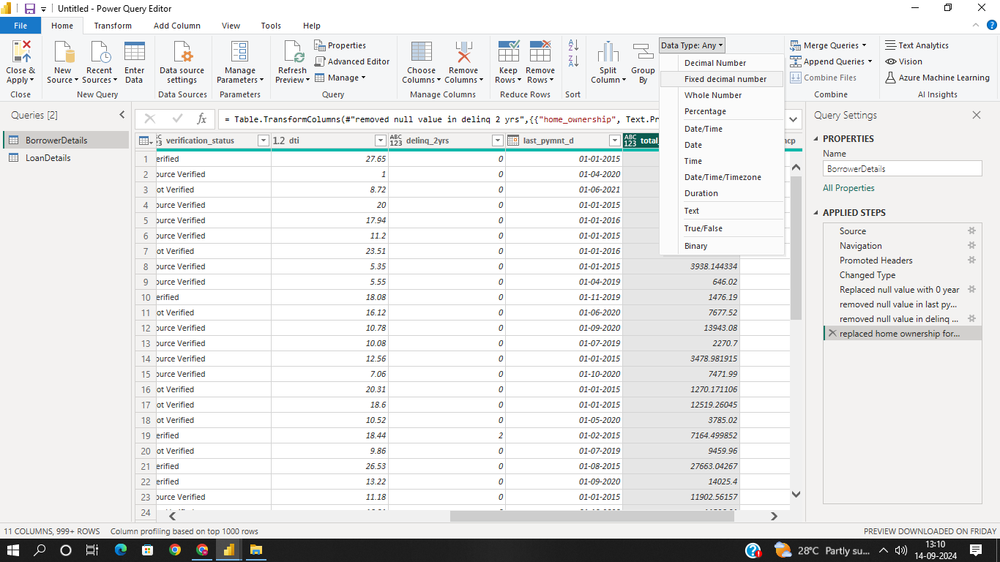 Untitled - Power Query Editor
File Home Transform Add Column View Tools Help
Close & Apply
Close
New Source
Recent Sources
Enter Data
New Query
Data source settings
Data Sources
Manage Parameters
Parameters
Refresh Preview
Properties
Advanced Editor
Manage
Query
Choose Columns
Remove Columns
Manage Columns
Keep Rows
Remove Rows
Reduce Rows
Sort
Split Column
Group By
Data Type: Any
Decimal Number
Fixed decimal number
Whole Number
Percentage
Date/Time
Date
Time
Date/Time/Timezone
Duration
Text
True/False
Binary
Merge Queries
Append Queries
Combine Files
Combine
Text Analytics
Vision
Azure Machine Learning
AI Insights
Queries [2]
BorrowerDetails
LoanDetails
fx
= Table.TransformColumns(#"removed null value in delinq 2 yrs",{{"home_ownership", Text.Pr
verification_status 1.2 dti ABC 123 delinq_2yrs last_pymnt_d ABC 123 total ncp
1 erified 27.65 0 01-01-2015
2 ource Verified 1 0 01-04-2020
3 ot Verified 8.72 0 01-06-2021
4 ource Verified 20 0 01-01-2015
5 ource Verified 17.94 0 01-01-2016
6 ource Verified 11.2 0 01-01-2015
7 ot Verified 23.51 0 01-01-2016
8 ource Verified 5.35 0 01-01-2015 3938.144334
9 ource Verified 5.55 0 01-04-2019 646.02
10 erified 18.08 0 01-11-2019 1476.19
11 ot Verified 16.12 0 01-06-2020 7677.52
12 ource Verified 10.78 0 01-09-2020 13943.08
13 ource Verified 10.08 0 01-07-2019 2270.7
14 ource Verified 12.56 0 01-01-2015 3478.981915
15 ource Verified 7.06 0 01-10-2020 7471.99
16 ot Verified 20.31 0 01-01-2015 1270.171106
17 ot Verified 18.6 0 01-01-2015 12519.26045
18 ot Verified 10.52 0 01-05-2020 3785.02
19 erified 18.44 2 01-02-2015 7164.499852
20 ot Verified 9.86 0 01-07-2019 9459.96
21 erified 26.53 0 01-08-2015 27663.04267
22 erified 13.22 0 01-09-2020 14025.4
23 ource Verified 11.18 0 01-01-2015 11902.56157
24
Query Settings
PROPERTIES
Name
BorrowerDetails
All Properties
APPLIED STEPS
Source
Navigation
Promoted Headers
Changed Type
Replaced null value with 0 year
removed null value in last py...
removed null value in delinq ...
replaced home ownership for...
11 COLUMNS, 999+ ROWS Column profiling based on top 1000 rows
PREVIEW DOWNLOADED ON FRIDAY
28°C Partly su...
13:10
14-09-2024